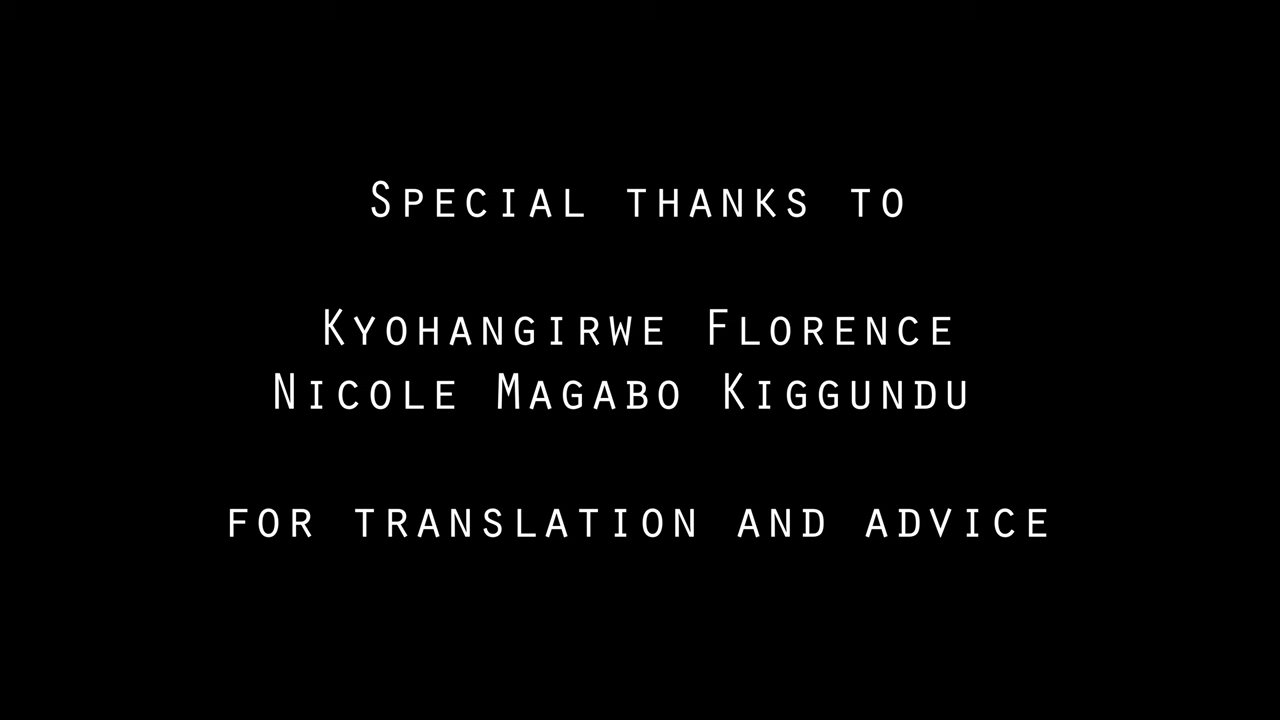 Special thanks to
Kyohangirwe Florence
Nicole Magabo Kiggundu
for translation and advice